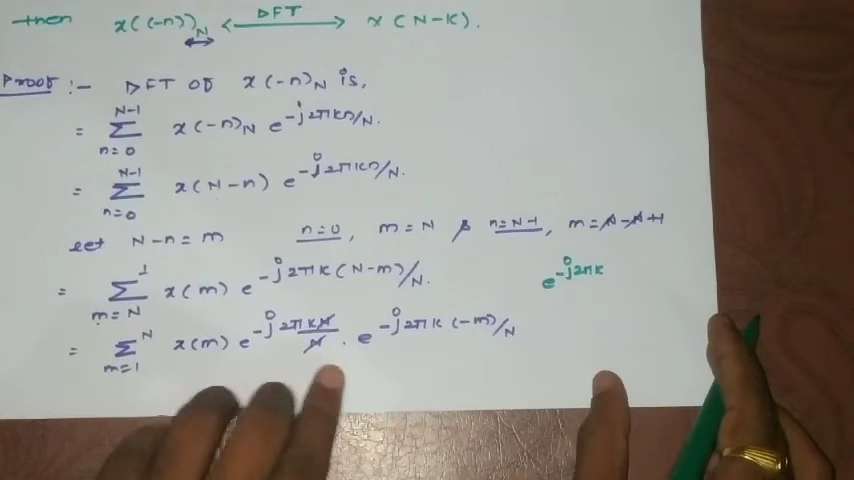 then x((-n))N <--DFT--> X(N-K).
Proof :- DFT of x(-n)N is,
= Σ_{n=0}^{N-1} x(-n)N e^{-j2πkn/N}.
= Σ_{n=0}^{N-1} x(N-n) e^{-j2πkn/N}.
let N-n=m n=0, m=N & n=N-1, m=N-N+1
= Σ_{m=N}^{1} x(m) e^{-j2πk(N-m)/N}. e^{-j2πk}
= Σ_{m=1}^{N} x(m) e^{-j2πkN/N} . e^{-j2πk(-m)/N}